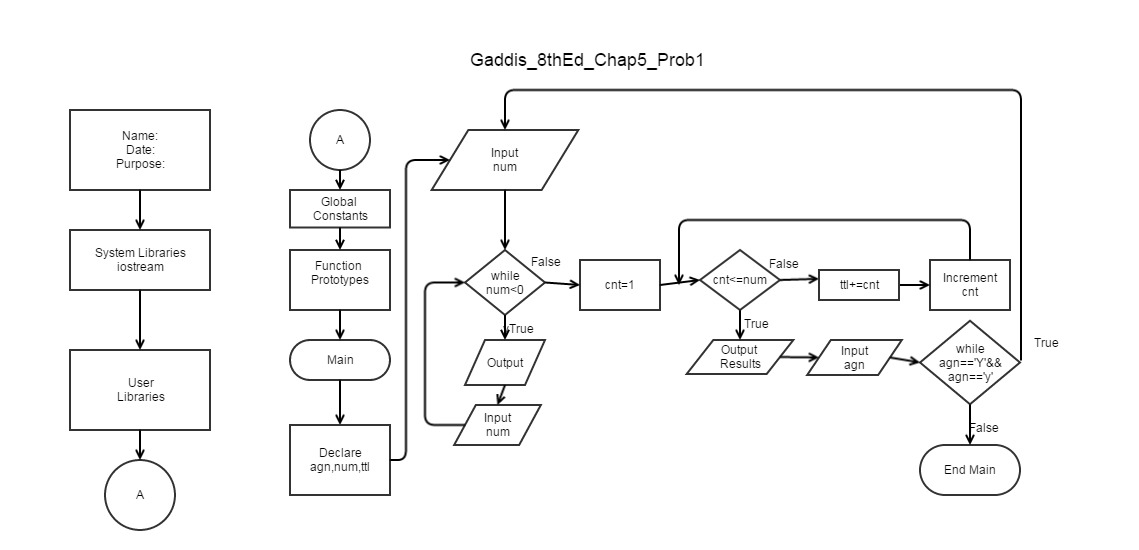 Gaddis_8thEd_Chap5_Prob1
Name:
Date:
Purpose:
System Libraries
iostream
User
Libraries
A
A
Global
Constants
Function
Prototypes
Main
Declare
agn,num,ttl
Input
num
while
num<0
False
True
Output
Input
num
cnt=1
cnt<=num
False
ttl+=cnt
Increment
cnt
True
Output
Results
Input
agn
while
agn=='Y'&&
agn=='y'
True
False
End Main